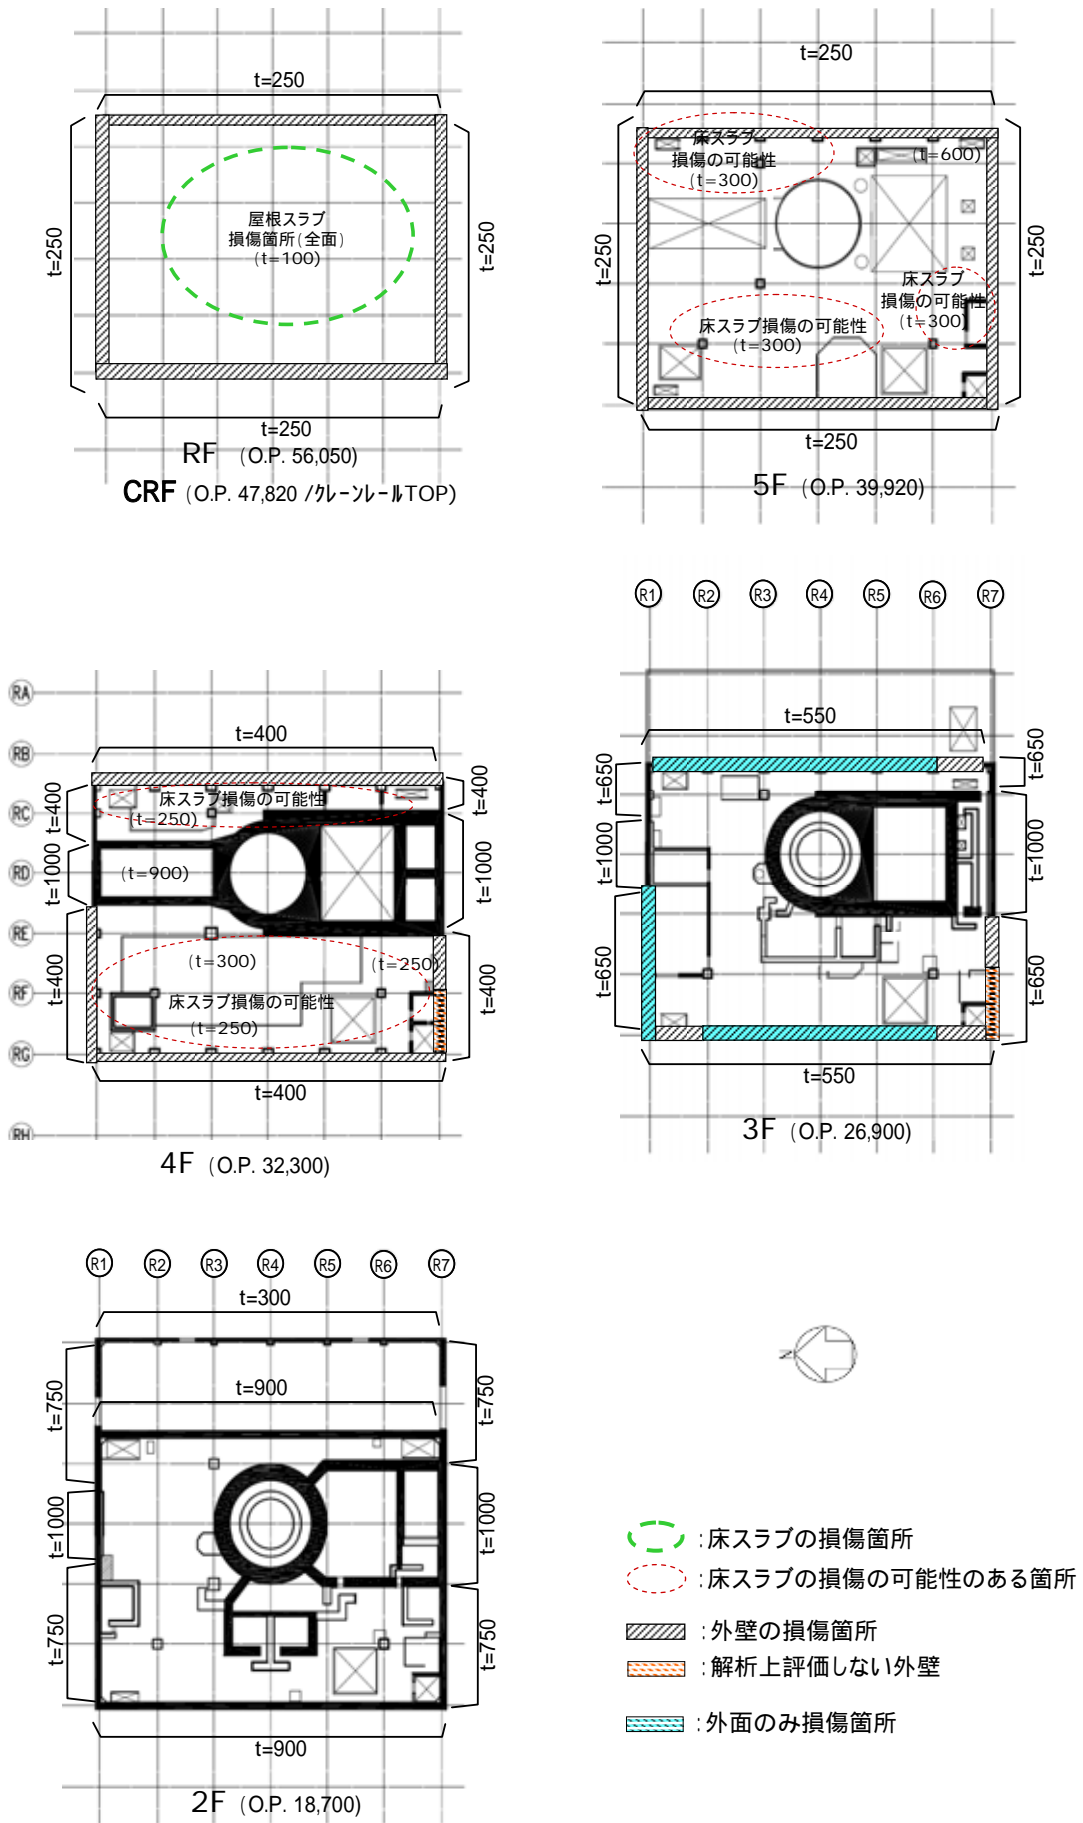 t=250
t=250
t=250
屋根スラブ
損傷箇所(全面)
(t=100)
t=250
RF (O.P. 56,050)
CRF (O.P. 47,820 /クレーンレールTOP)
t=250
t=250
t=250
床スラブ
損傷の可能性
(t=300)
(t=600)
床スラブ
損傷の可能性
(t=300)
床スラブ損傷の可能性
(t=300)
t=250
5F (O.P. 39,920)
RA
RB
RC
RD
RE
RF
RG
RH
t=400
t=400
t=400
床スラブ損傷の可能性
(t=250)
t=1000
(t=900)
t=1000
t=400
(t=300)
(t=250)
床スラブ損傷の可能性
(t=250)
t=400
t=400
4F (O.P. 32,300)
R1 R2 R3 R4 R5 R6 R7
t=550
t=650
t=650
t=1000
t=1000
t=650
t=650
t=550
3F (O.P. 26,900)
R1 R2 R3 R4 R5 R6 R7
t=300
t=750
t=750
t=900
t=1000
t=1000
t=750
t=750
t=900
2F (O.P. 18,700)
N
:床スラブの損傷箇所
:床スラブの損傷の可能性のある箇所
:外壁の損傷箇所
:解析上評価しない外壁
:外面のみ損傷箇所